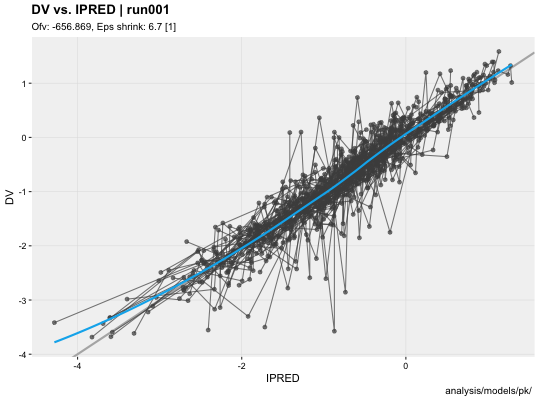 DV vs. IPRED | run001
Ofv: -656.869, Eps shrink: 6.7 [1]
DV
1
0
-1
-2
-3
-4
-4 -2 0
IPRED
analysis/models/pk/